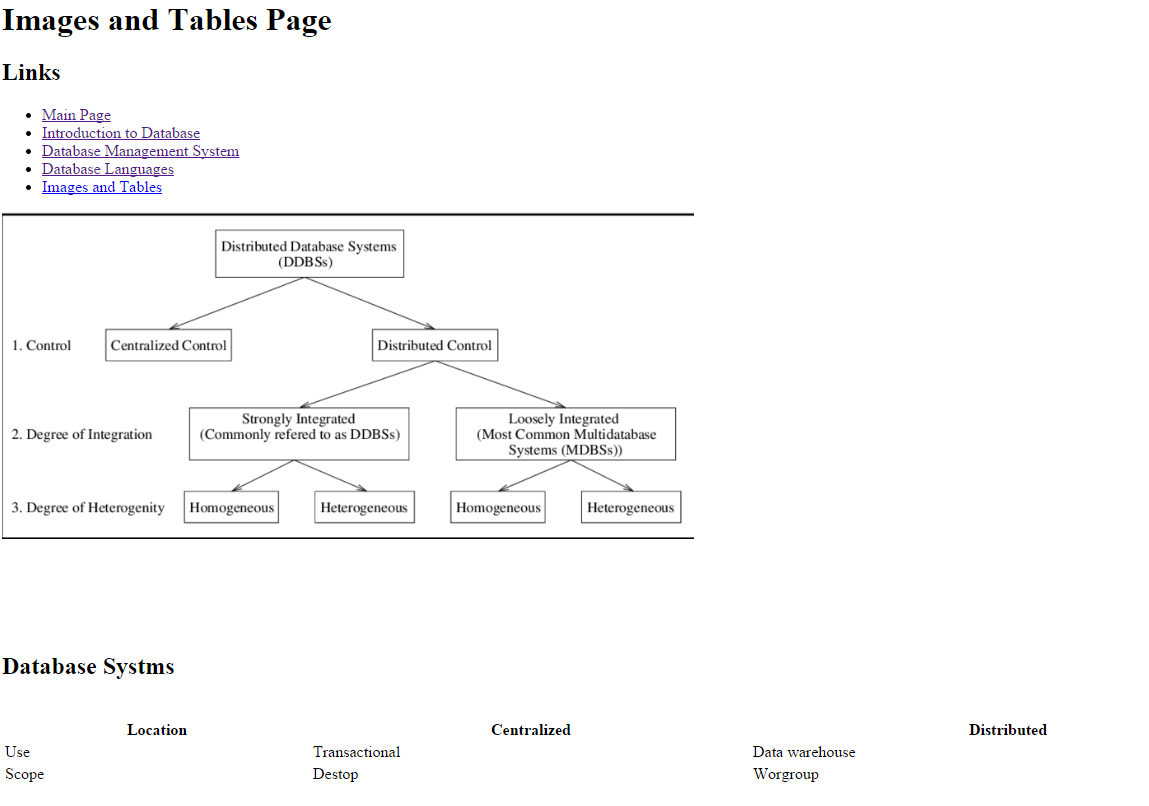 Images and Tables Page
Links
Main Page
Introduction to Database
Database Management System
Database Languages
Images and Tables
Distributed Database Systems
(DDBSs)
1. Control
Centralized Control
Distributed Control
2. Degree of Integration
Strongly Integrated
(Commonly refered to as DDBSs)
Loosely Integrated
(Most Common Multidatabase
Systems (MDBSs))
3. Degree of Heterogenity
Homogeneous
Heterogeneous
Homogeneous
Heterogeneous
Database Systms
Location Centralized Distributed
Use Transactional Data warehouse
Scope Destop Worgroup